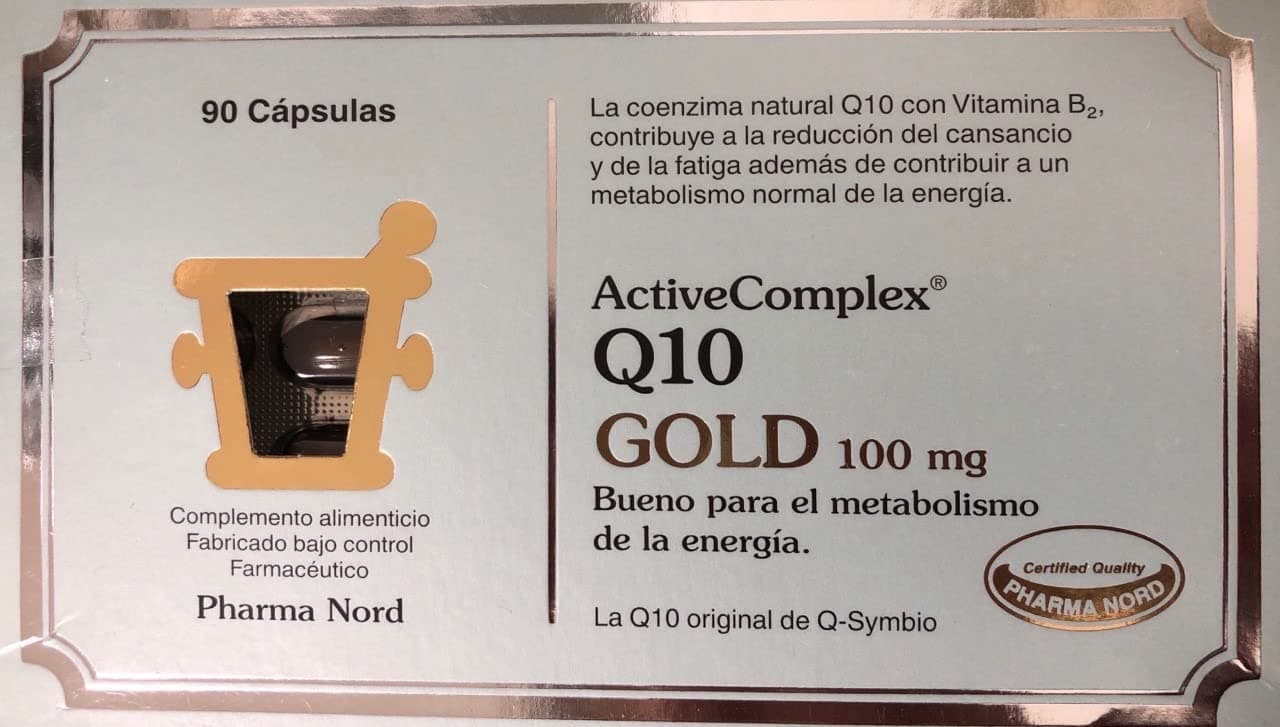 90 Cápsulas
Complemento alimenticio
Fabricado bajo control
Farmacéutico
Pharma Nord
La coenzima natural Q10 con Vitamina B₂,
contribuye a la reducción del cansancio
y de la fatiga además de contribuir a un
metabolismo normal de la energía.
ActiveComplex®
Q10
GOLD 100 mg
Bueno para el metabolismo
de la energía.
La Q10 original de Q-Symbio
Certified Quality
PHARMA NORD